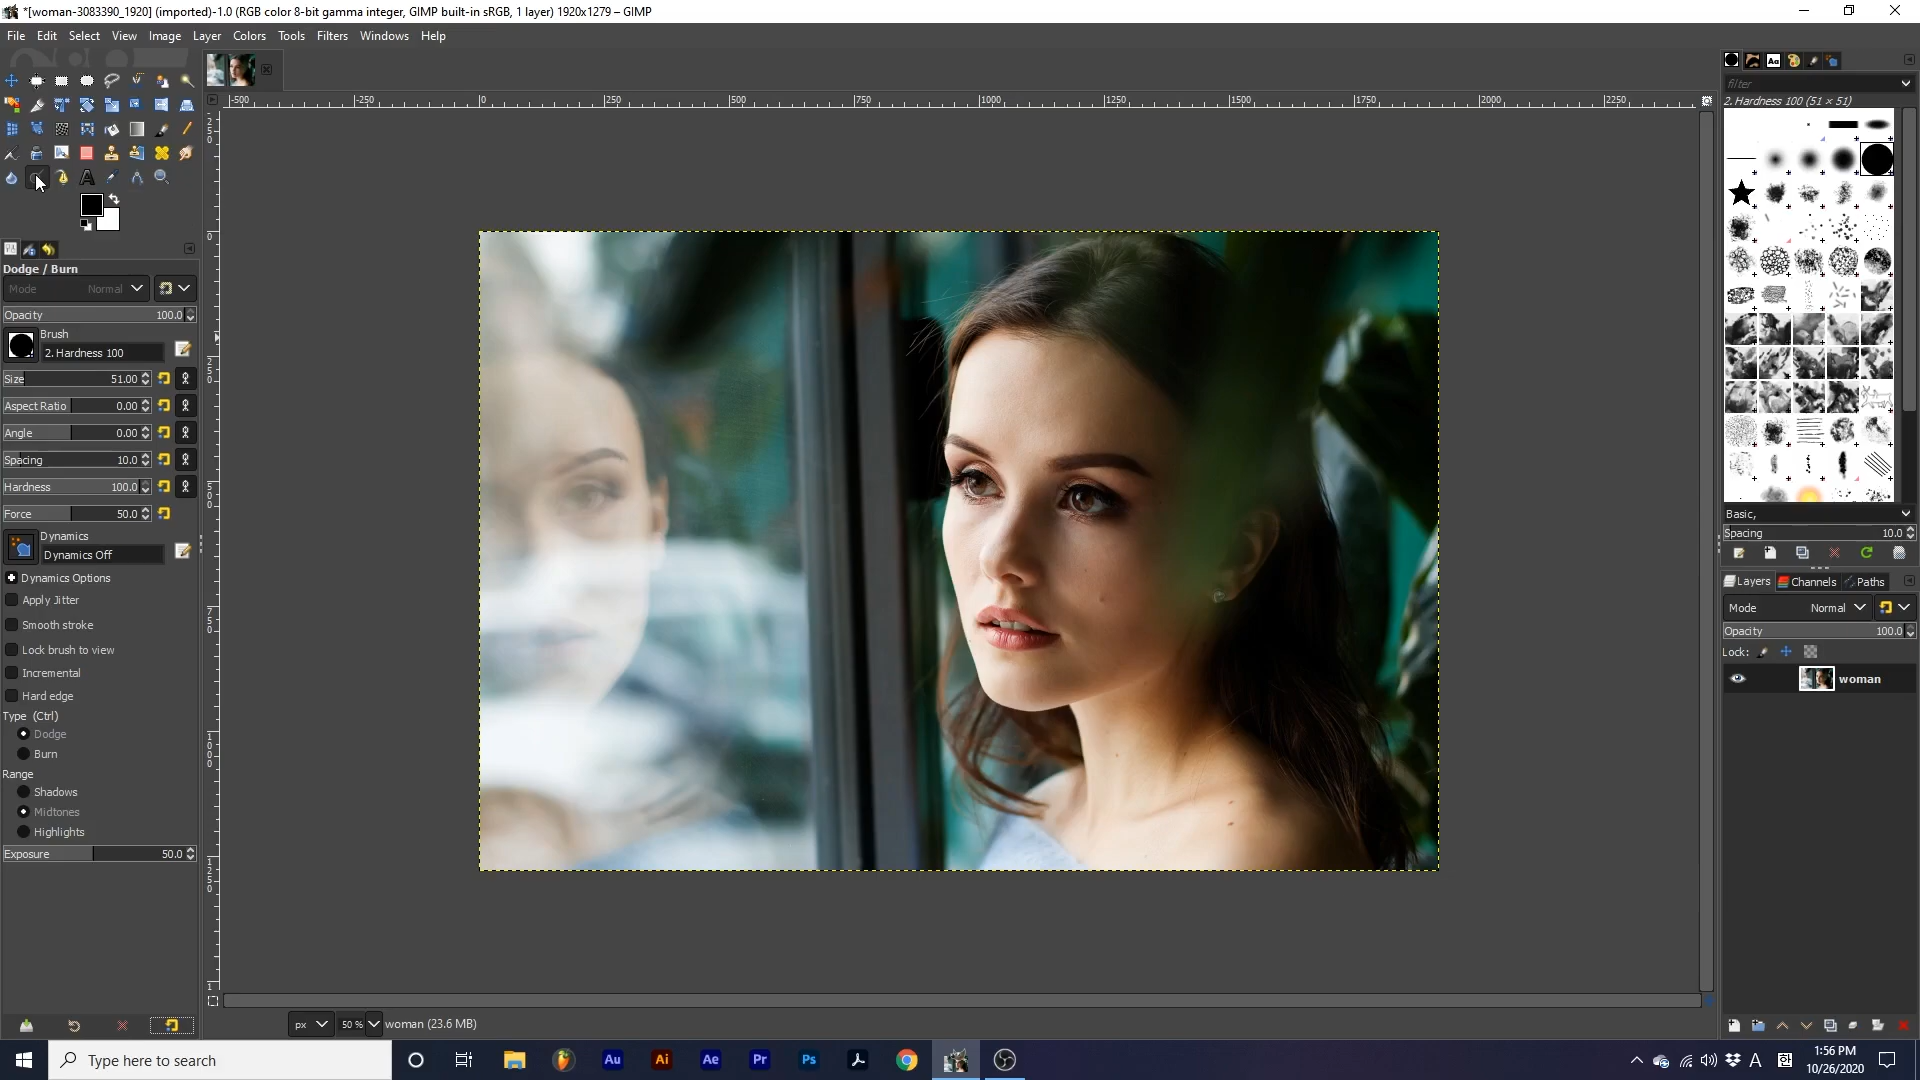 *[woman-3083390_1920] (imported)-1.0 (RGB color 8-bit gamma integer, GIMP built-in sRGB, 1 layer) 1920x1279 – GIMP
File Edit Select View Image Layer Colors Tools Filters Windows Help
-500 -250 0 250 500 750 1000 1250 1500 1750 2000 2250
filter
2. Hardness 100 (51 × 51)
Dodge / Burn
Mode Normal
Opacity 100.0
Brush
2. Hardness 100
Size 51.00
Aspect Ratio 0.00
Angle 0.00
Spacing 10.0
Hardness 100.0
Force 50.0
Dynamics
Dynamics Off
Dynamics Options
Apply Jitter
Smooth stroke
Lock brush to view
Incremental
Hard edge
Type (Ctrl)
Dodge
Burn
Range
Shadows
Midtones
Highlights
Exposure 50.0
Basic,
Spacing 10.0
Layers Channels Paths
Mode Normal
Opacity 100.0
Lock:
woman
px 50 % woman (23.6 MB)
Type here to search
Au Ai Ae Pr Ps
A 한
1:56 PM
10/26/2020